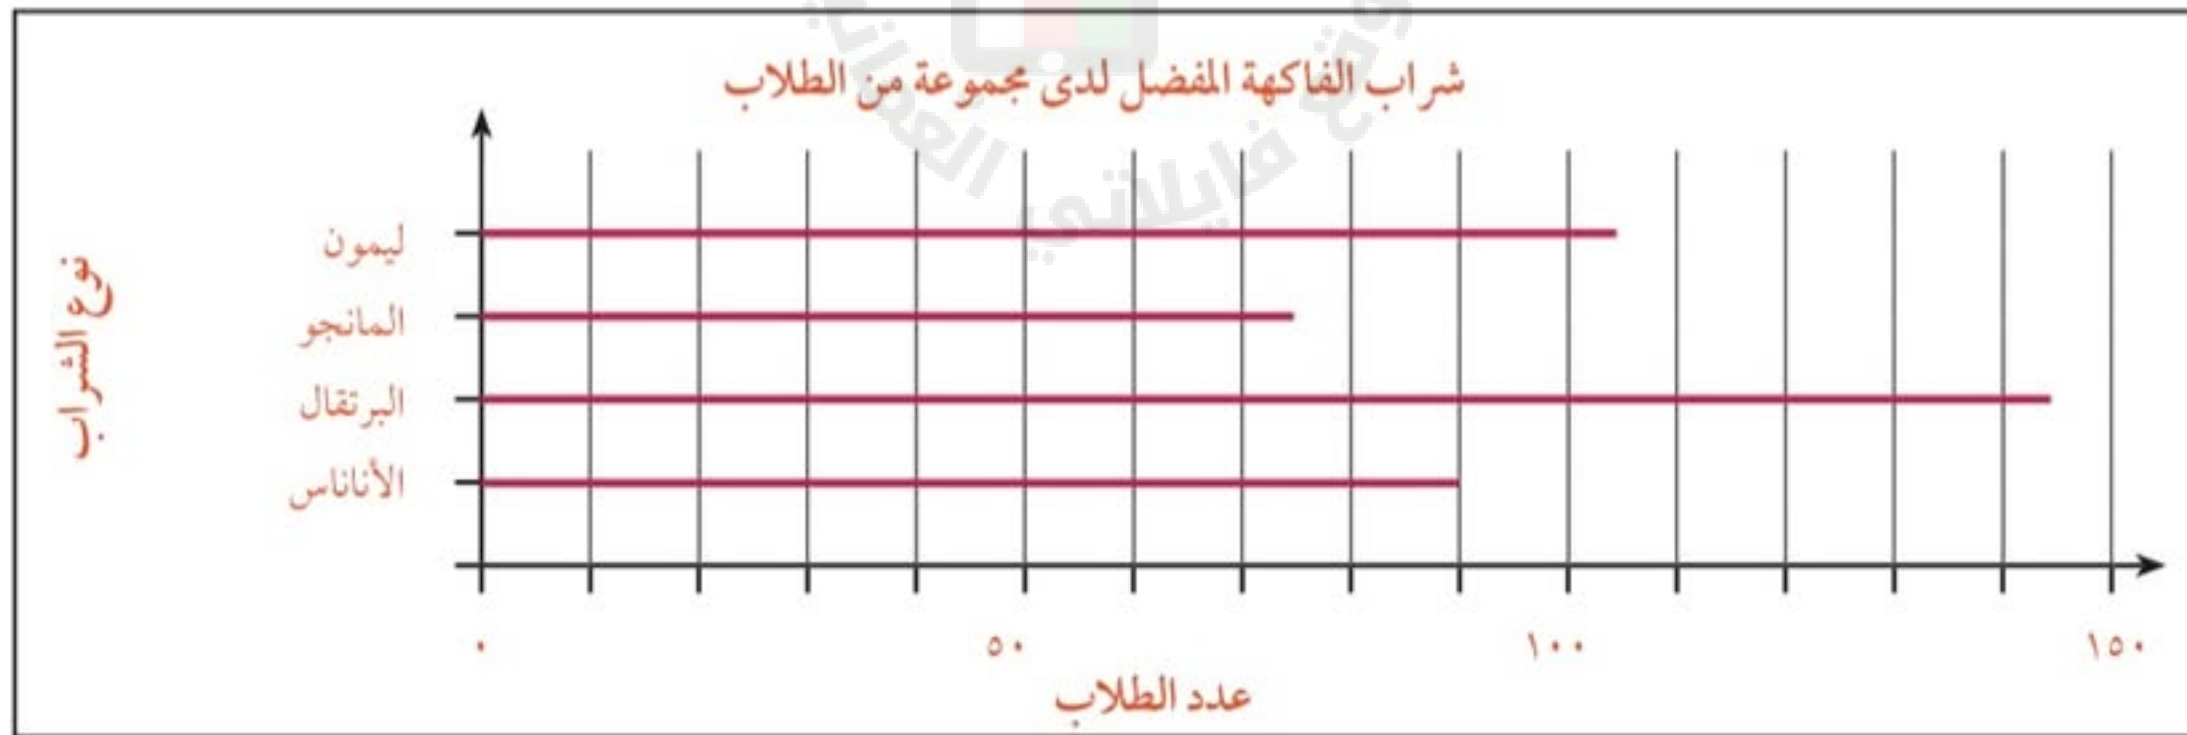 شراب الفاكهة المفضل لدى مجموعة من الطلاب
نوع الشراب
ليمون
المانجو
البرتقال
الأناناس
٠ ٥٠ ١٠٠ ١٥٠
عدد الطلاب